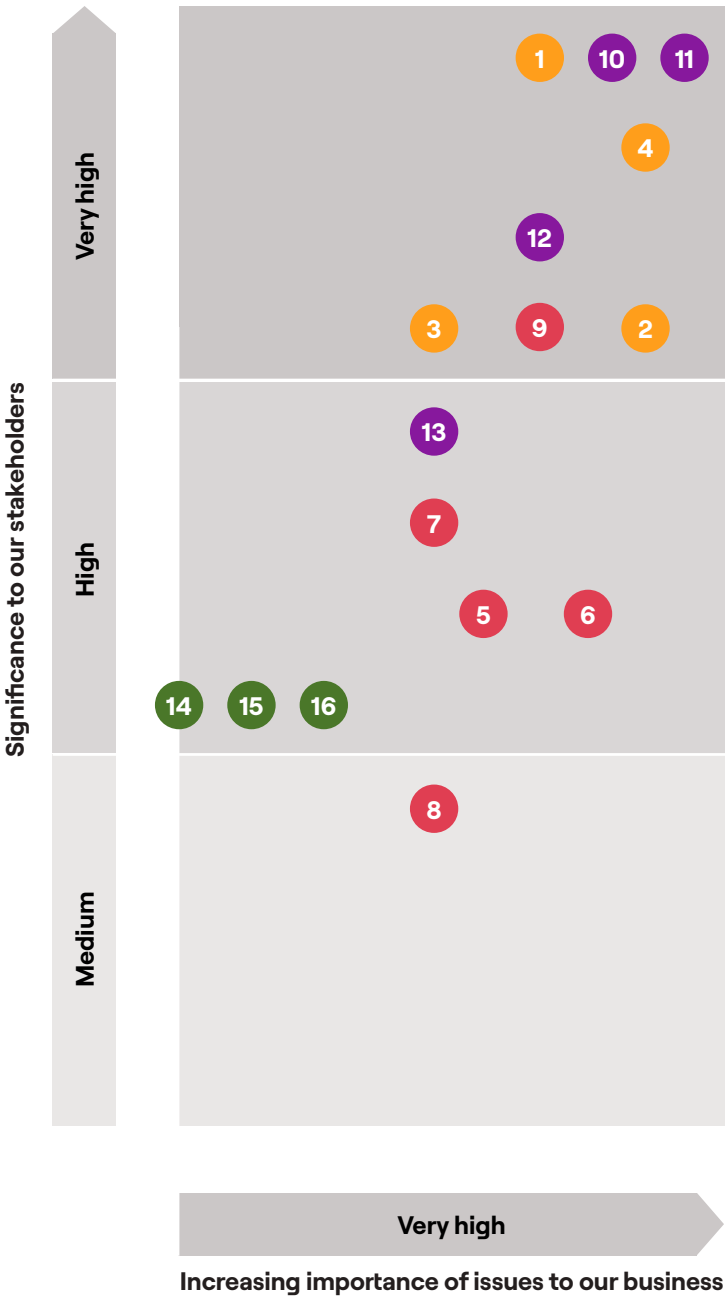 Significance to our stakeholders
Very high
1 10 11
4
12
3 9 2
High
13
7
5 6
14 15 16
Medium
8
Very high
Increasing importance of issues to our business